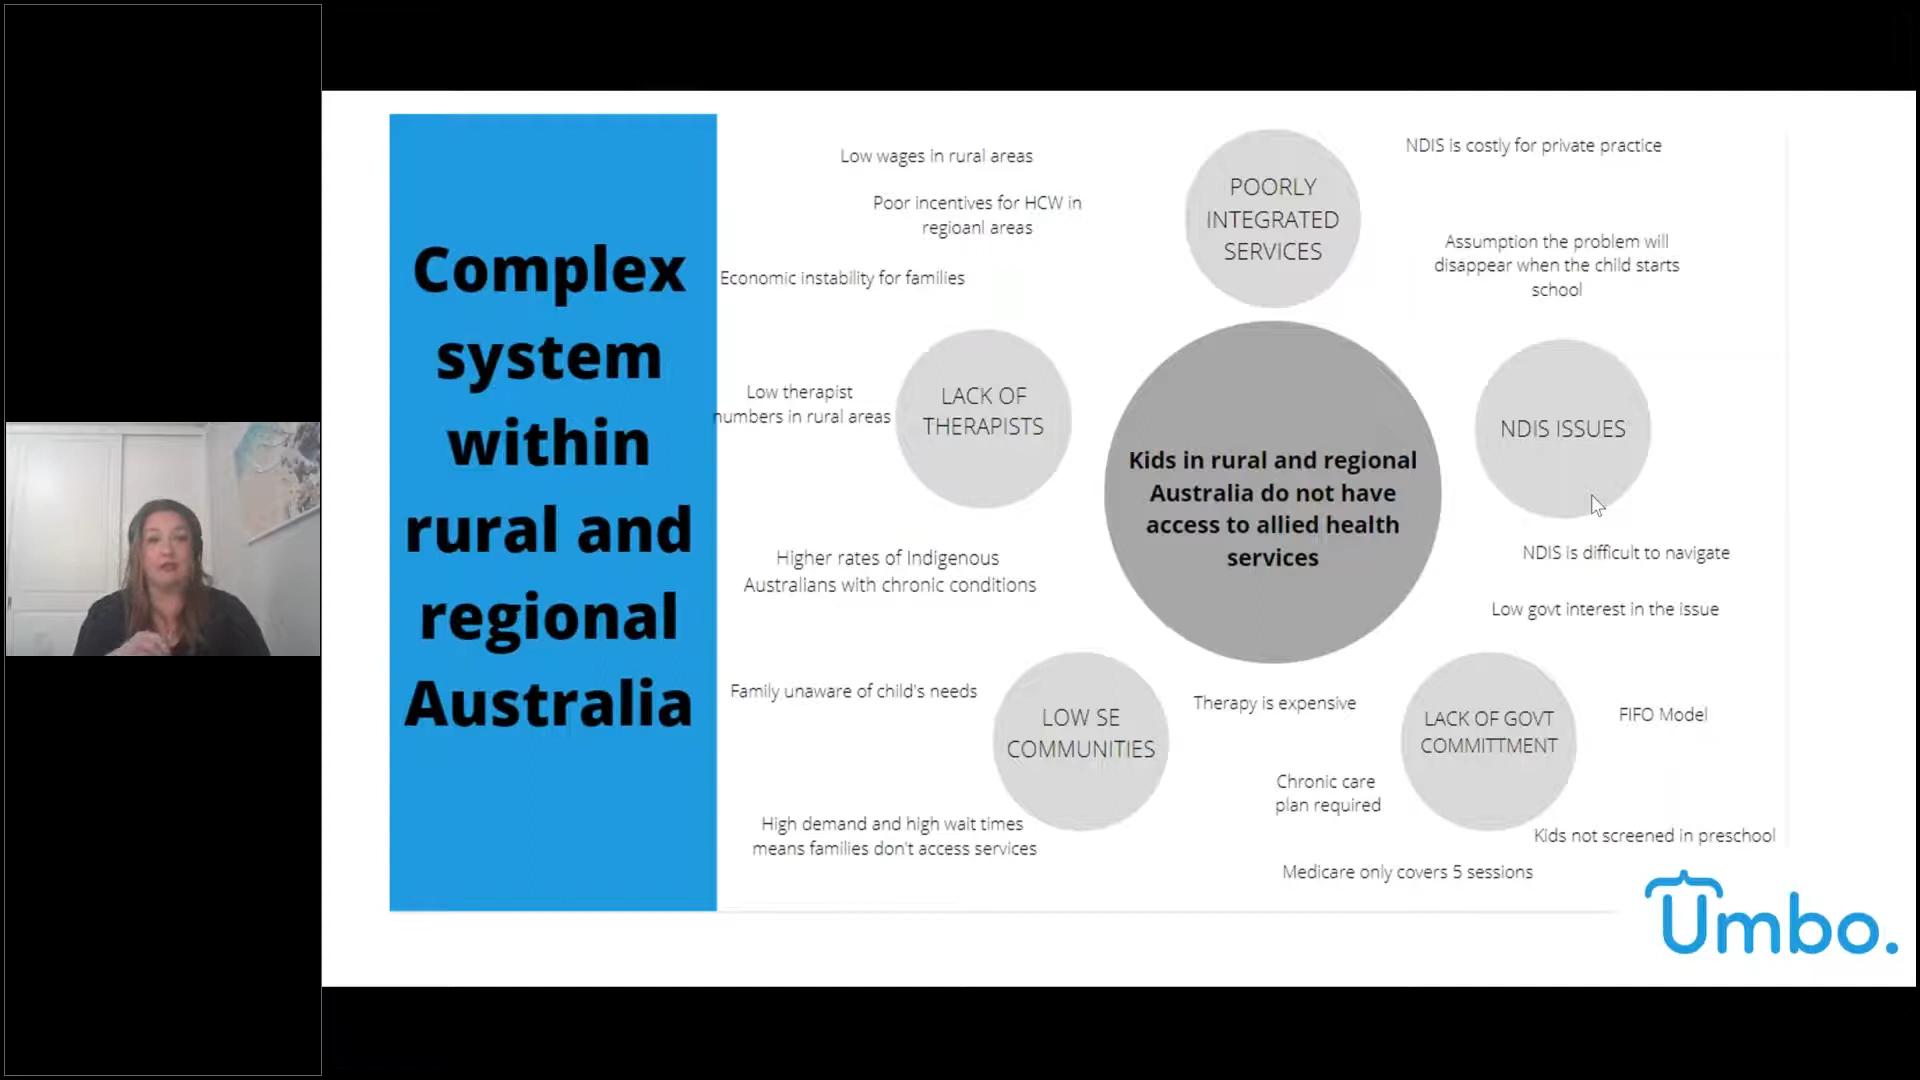 Complex
system
within
rural and
regional
Australia
Low wages in rural areas
Poor incentives for HCW in
regioanl areas
Economic instability for families
POORLY
INTEGRATED
SERVICES
NDIS is costly for private practice
Assumption the problem will
disappear when the child starts
school
Low therapist
numbers in rural areas
LACK OF
THERAPISTS
Kids in rural and regional
Australia do not have
access to allied health
services
NDIS ISSUES
Higher rates of Indigenous
Australians with chronic conditions
NDIS is difficult to navigate
Low govt interest in the issue
Family unaware of child's needs
LOW SE
COMMUNITIES
Therapy is expensive
LACK OF GOVT
COMMITTMENT
FIFO Model
Chronic care
plan required
High demand and high wait times
means families don't access services
Kids not screened in preschool
Medicare only covers 5 sessions
Umbo.